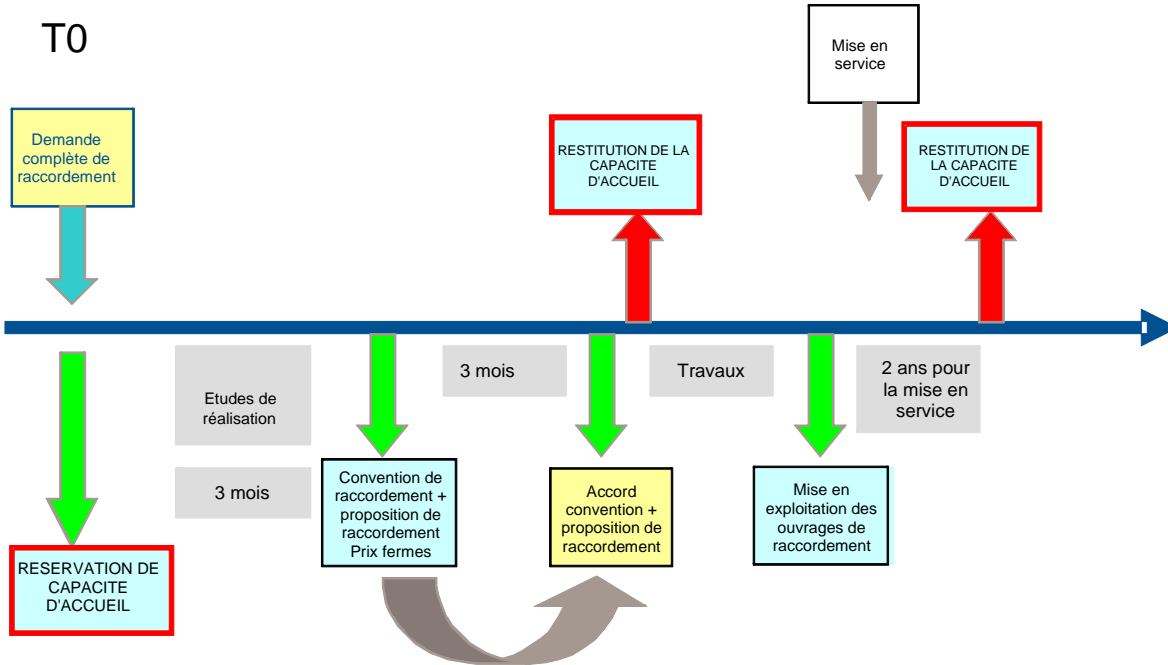 T0
Mise en
service
Demande
complète de
raccordement
RESTITUTION DE LA
CAPACITE
D'ACCUEIL
RESTITUTION DE
LA CAPACITE
D'ACCUEIL
Etudes de
réalisation
3 mois
Travaux
2 ans pour
la mise en
service
3 mois
Convention de
raccordement +
proposition de
raccordement
Prix fermes
Accord
convention +
proposition de
raccordement
Mise en
exploitation des
ouvrages de
raccordement
RESERVATION DE
CAPACITE
D'ACCUEIL